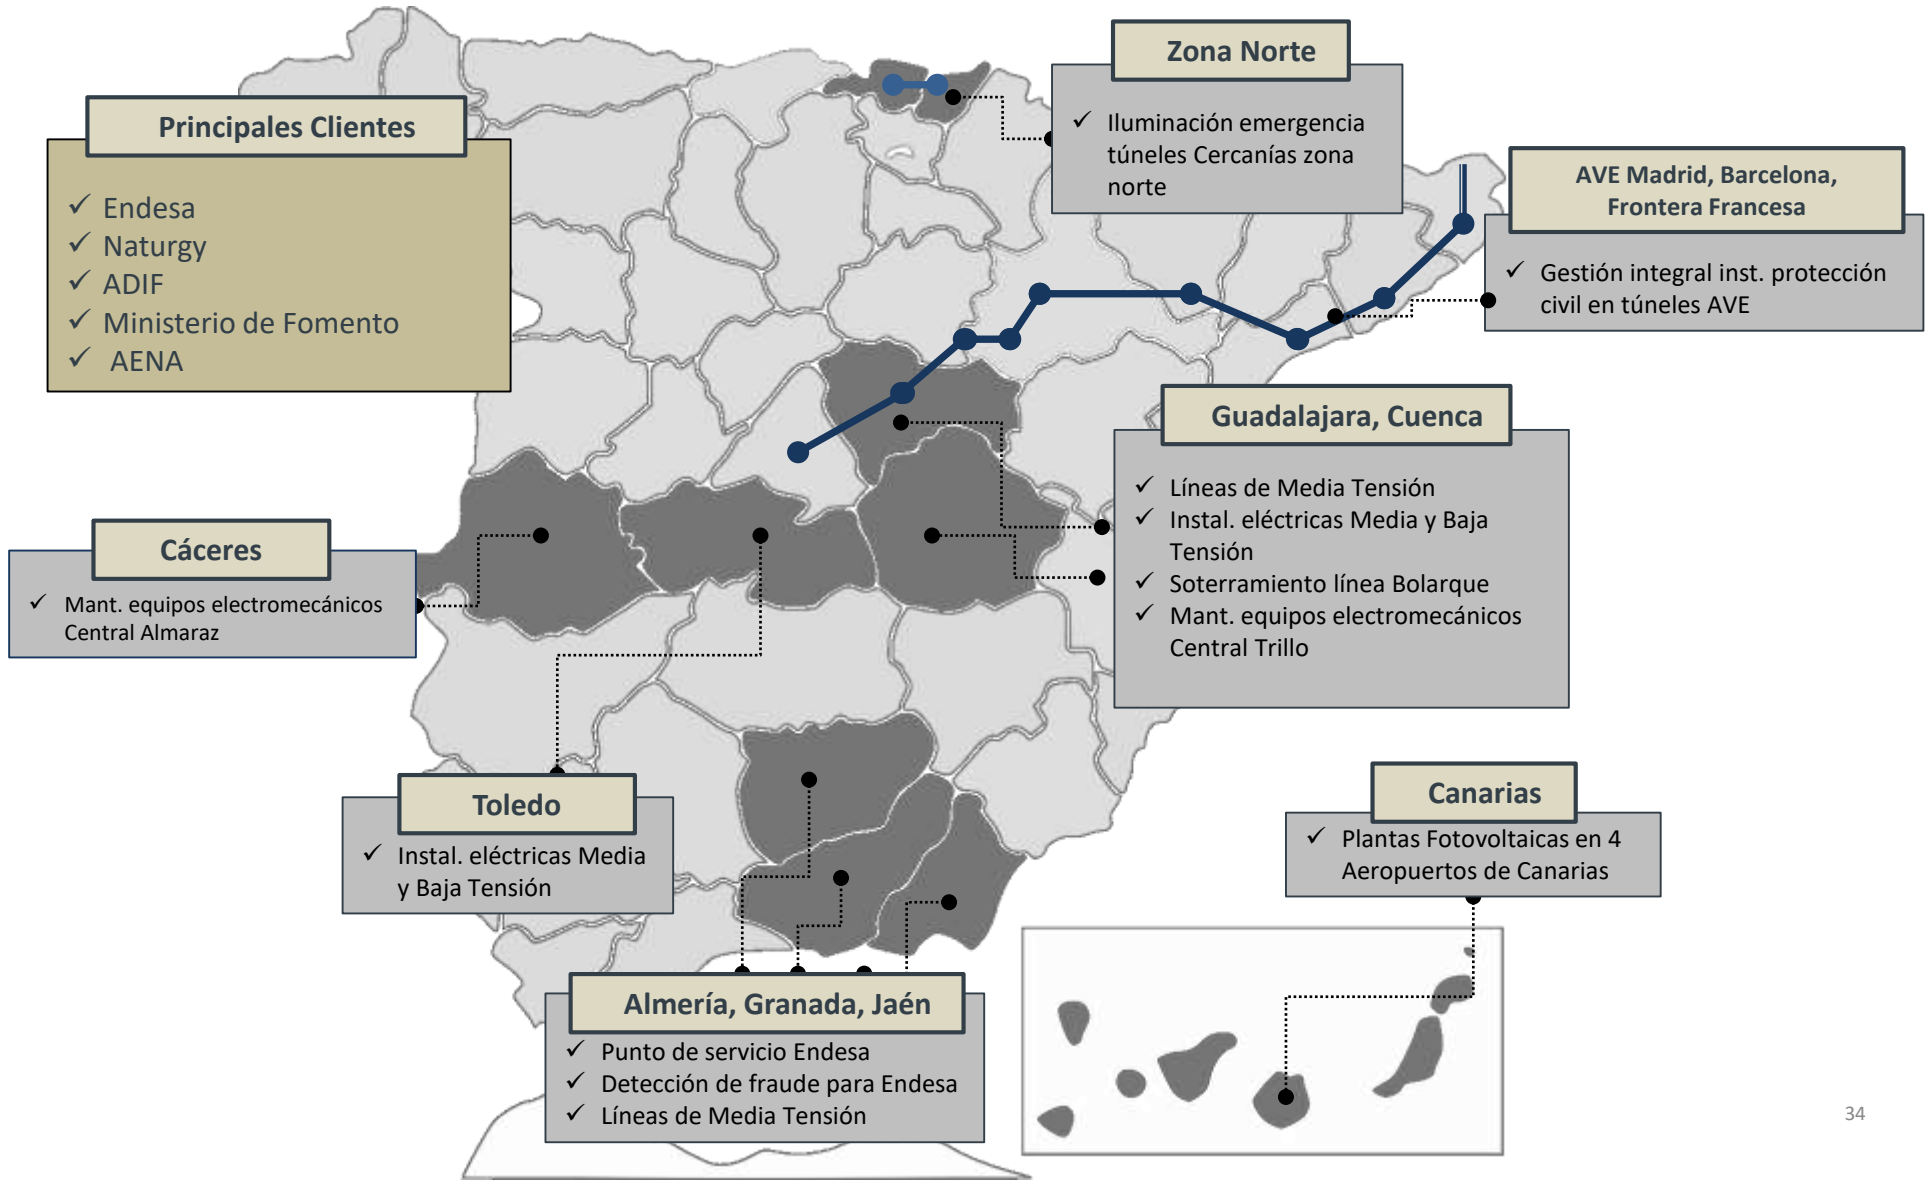 Principales Clientes
✓ Endesa
✓ Naturgy
✓ ADIF
✓ Ministerio de Fomento
✓ AENA
Zona Norte
✓ Iluminación emergencia
túneles Cercanías zona
norte
AVE Madrid, Barcelona,
Frontera Francesa
✓ Gestión integral inst. protección
civil en túneles AVE
Guadalajara, Cuenca
✓ Líneas de Media Tensión
✓ Instal. eléctricas Media y Baja
Tensión
✓ Soterramiento línea Bolarque
✓ Mant. equipos electromecánicos
Central Trillo
Cáceres
✓ Mant. equipos electromecánicos
Central Almaraz
Toledo
✓ Instal. eléctricas Media
y Baja Tensión
Canarias
✓ Plantas Fotovoltaicas en 4
Aeropuertos de Canarias
Almería, Granada, Jaén
✓ Punto de servicio Endesa
✓ Detección de fraude para Endesa
✓ Líneas de Media Tensión
34